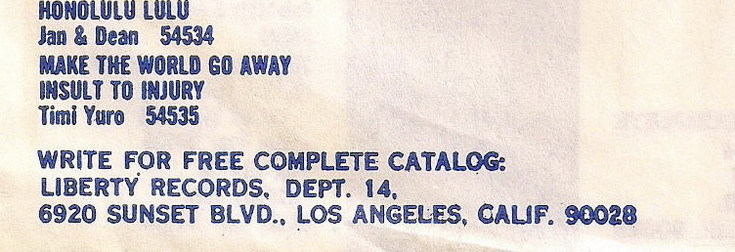 HONOLULU LULU
Jan & Dean 54534
MAKE THE WORLD GO AWAY
INSULT TO INJURY
Timi Yuro 54535
WRITE FOR FREE COMPLETE CATALOG:
LIBERTY RECORDS, DEPT. 14,
6920 SUNSET BLVD., LOS ANGELES, CALIF. 90028